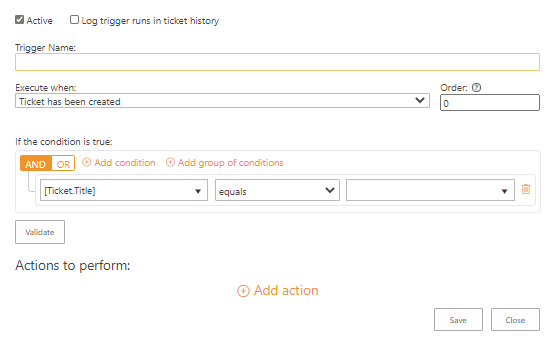 Active Log trigger runs in ticket history
Trigger Name:
Execute when: Order: ?
Ticket has been created 0
If the condition is true:
AND OR Add condition Add group of conditions
[Ticket.Title] equals
Validate
Actions to perform:
Add action
Save Close